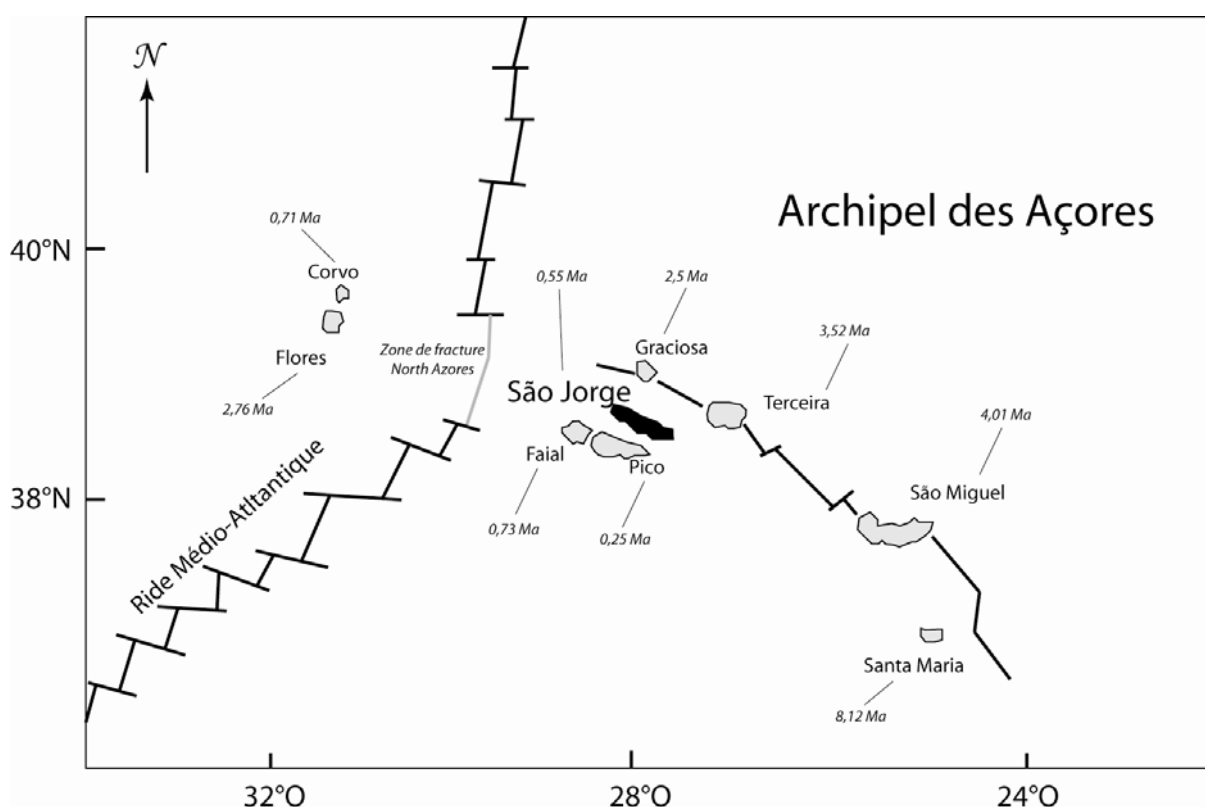 N
Archipel des Açores
40°N
0,71 Ma
Corvo
0,55 Ma
2,5 Ma
3,52 Ma
Zone de fracture
North Azores
Graciosa
Flores
São Jorge
Terceira
2,76 Ma
4,01 Ma
Faial
Pico
38°N
São Miguel
Ride Médio-Atltantique
0,73 Ma
0,25 Ma
Santa Maria
8,12 Ma
32°O
28°O
24°O